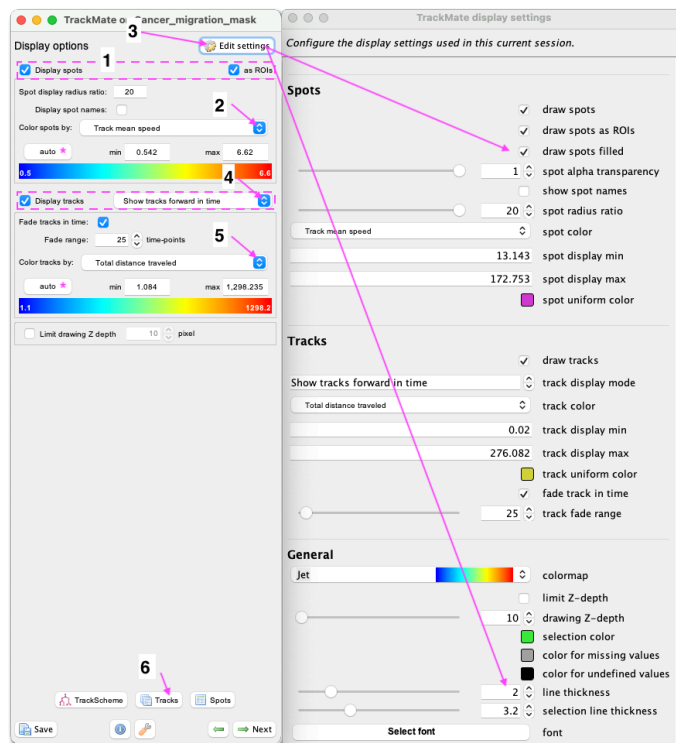 TrackMate on Cancer_migration_mask
3
Display options
Edit settings
1
Display spots
as ROIs
Spot display radius ratio: 20
Display spot names:
2
Color spots by: Track mean speed
auto * min 0.542 max 6.62
0.5 6.6
4
Display tracks Show tracks forward in time
Fade tracks in time:
Fade range: 25 time-points
5
Color tracks by: Total distance traveled
auto * min 1.084 max 1,298.235
1.1 1298.2
Limit drawing Z depth 10 pixel
6
TrackScheme Tracks Spots
Save Next
TrackMate display settings
Configure the display settings used in this current session.
Spots
draw spots
draw spots as ROIs
draw spots filled
1 spot alpha transparency
show spot names
20 spot radius ratio
Track mean speed spot color
13.143 spot display min
172.753 spot display max
spot uniform color
Tracks
draw tracks
Show tracks forward in time track display mode
Total distance traveled track color
0.02 track display min
276.082 track display max
track uniform color
fade track in time
25 track fade range
General
Jet colormap
limit Z-depth
10 drawing Z-depth
selection color
color for missing values
color for undefined values
2 line thickness
3.2 selection line thickness
Select font font